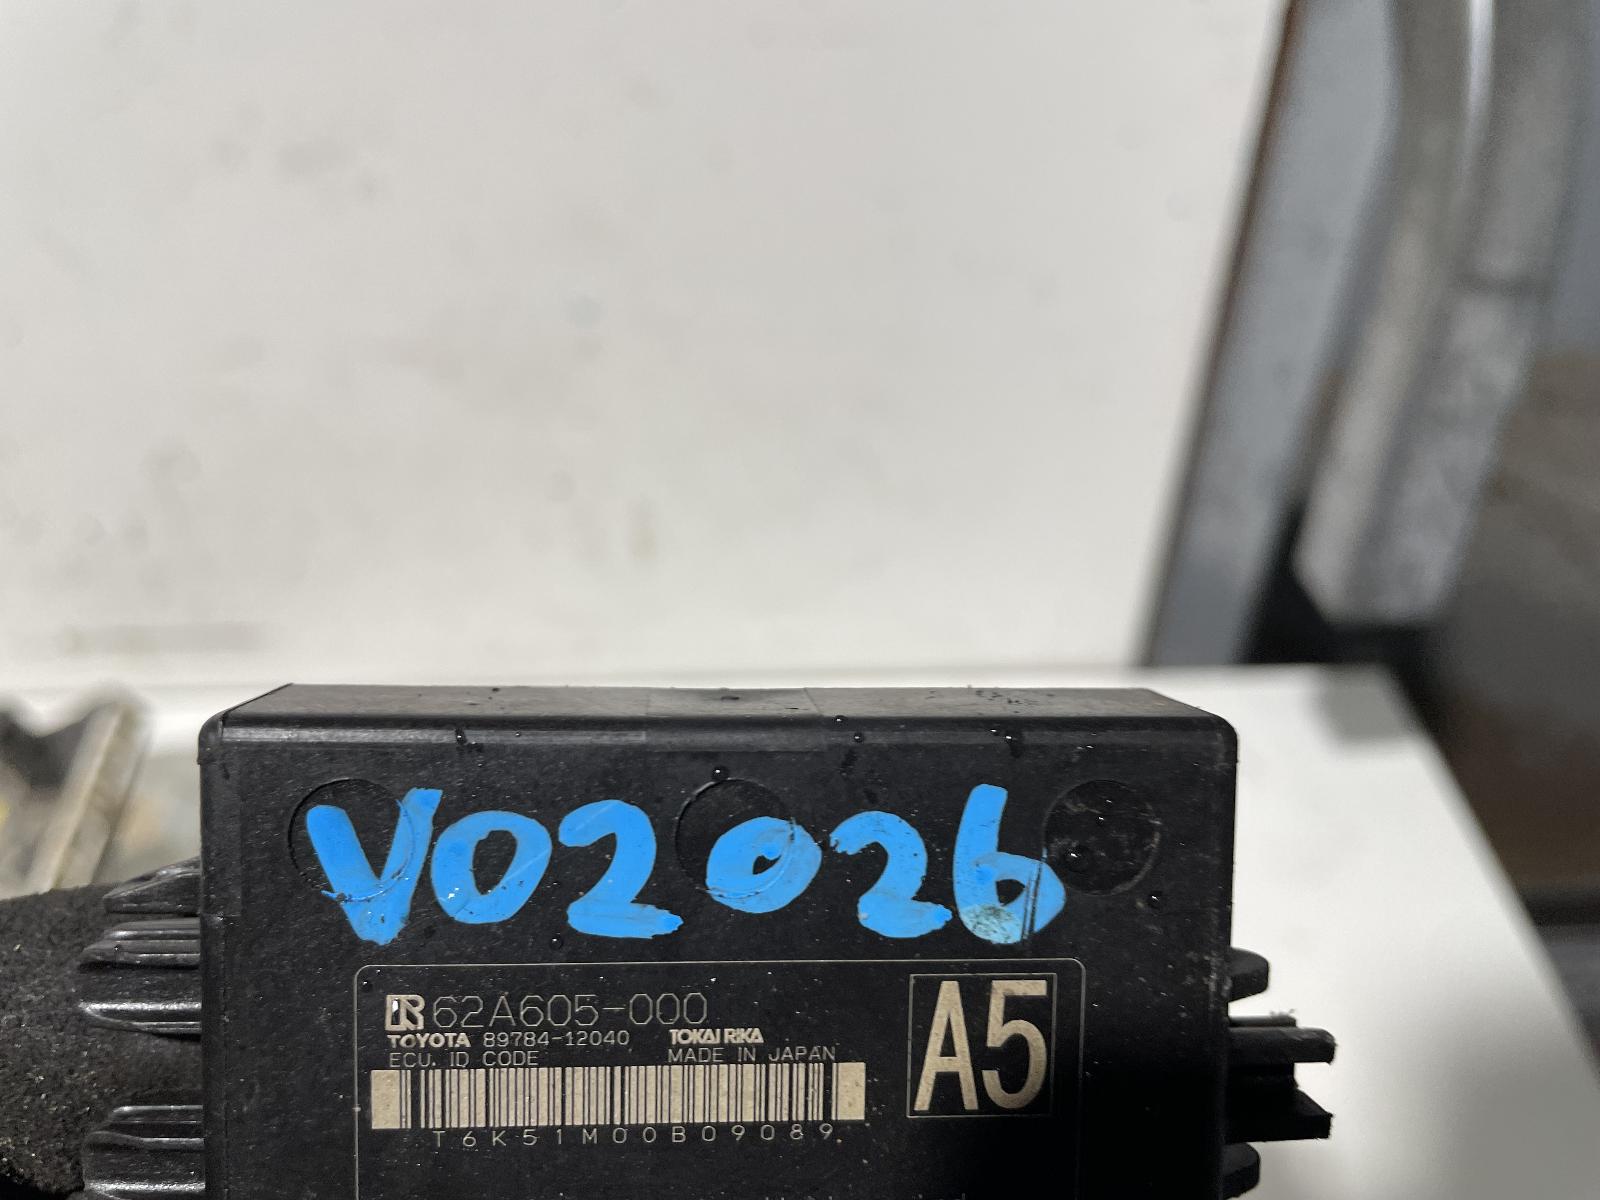 V02026
R 62A605-000
TOYOTA 89784-12040 TOKAI RIKA
ECU. ID CODE MADE IN JAPAN
A5
T6K51M00B09089